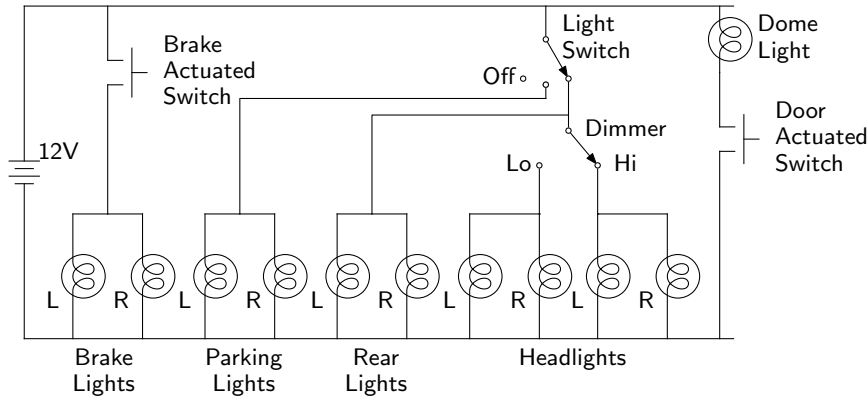 Light
Switch
Dome
Light
Brake
Actuated
Switch
Off
Door
Actuated
Switch
Dimmer
12V
Lo
Hi
L
R
L
R
L
R
L
R
L
R
Brake
Lights
Parking
Lights
Rear
Lights
Headlights